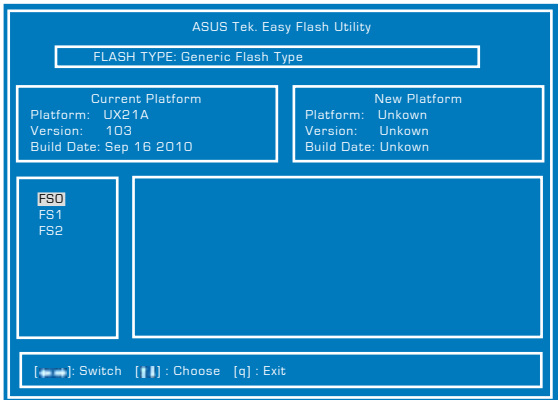 ASUS Tek. Easy Flash Utility
FLASH TYPE: Generic Flash Type
Current Platform
Platform: UX21A
Version: 103
Build Date: Sep 16 2010
New Platform
Platform: Unkown
Version: Unkown
Build Date: Unkown
FS0
FS1
FS2
[←→]: Switch [↑↓] : Choose [q] : Exit